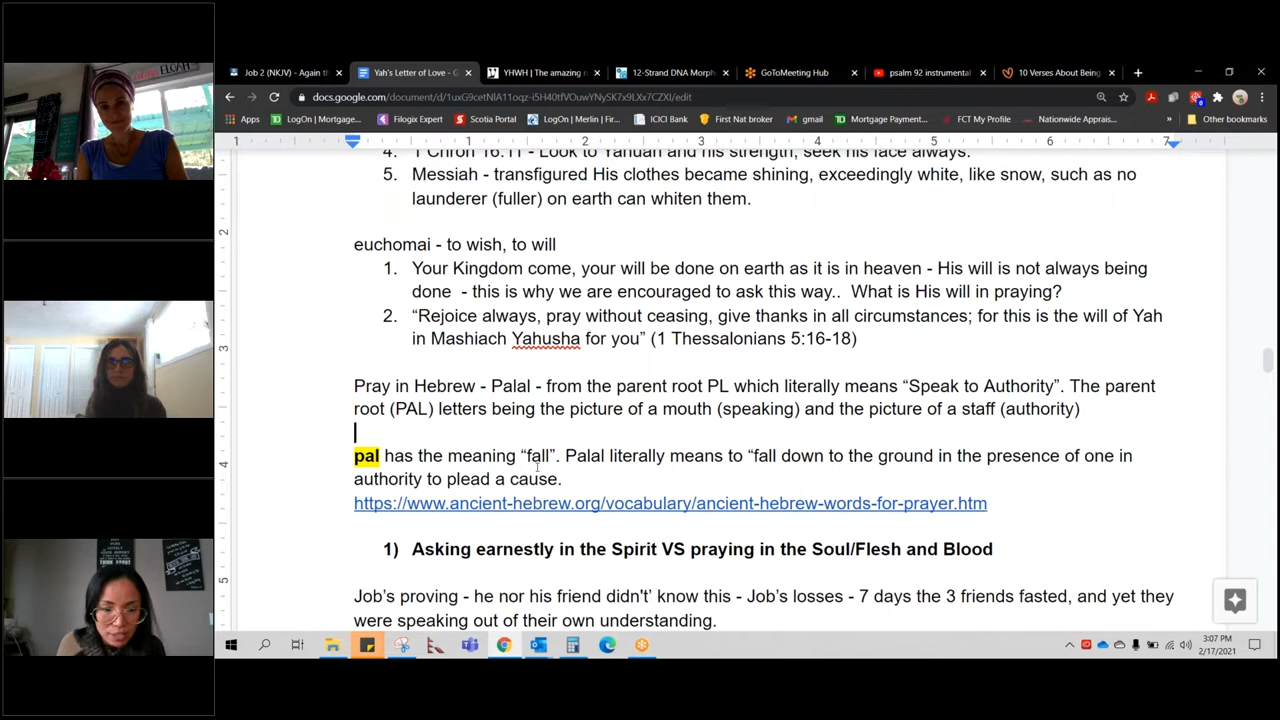 Job 2 (NKJV) - Again th
Yah's Letter of Love - G
YHWH | The amazing n
12-Strand DNA Morph
GoToMeeting Hub
psalm 92 instrumental
10 Verses About Being
docs.google.com/document/d/1uxG9cetNlA11oqz-i5H40tfVOuwYNySK7x9LXx7CZXI/edit
Apps
LogOn | Mortgage...
Filogix Expert
Scotia Portal
LogOn | Merlin | Fir...
ICICI Bank
First Nat broker
gmail
Mortgage Payment...
FCT My Profile
Nationwide Apprais...
»
Other bookmarks
1 1 2 3 4 5 6 7
4. 1 Chron 16:11 - Look to Yahuah and his strength, seek his face always.
5. Messiah - transfigured His clothes became shining, exceedingly white, like snow, such as no
launderer (fuller) on earth can whiten them.
2
euchomai - to wish, to will
1. Your Kingdom come, your will be done on earth as it is in heaven - His will is not always being
done - this is why we are encouraged to ask this way.. What is His will in praying?
2. “Rejoice always, pray without ceasing, give thanks in all circumstances; for this is the will of Yah
in Mashiach Yahusha for you” (1 Thessalonians 5:16-18)
3
Pray in Hebrew - Palal - from the parent root PL which literally means “Speak to Authority”. The parent
root (PAL) letters being the picture of a mouth (speaking) and the picture of a staff (authority)
pal has the meaning “fall”. Palal literally means to “fall down to the ground in the presence of one in
4
authority to plead a cause.
https://www.ancient-hebrew.org/vocabulary/ancient-hebrew-words-for-prayer.htm
1) Asking earnestly in the Spirit VS praying in the Soul/Flesh and Blood
5
Job’s proving - he nor his friend didn't’ know this - Job’s losses - 7 days the 3 friends fasted, and yet they
were speaking out of their own understanding.
3:07 PM
2/17/2021